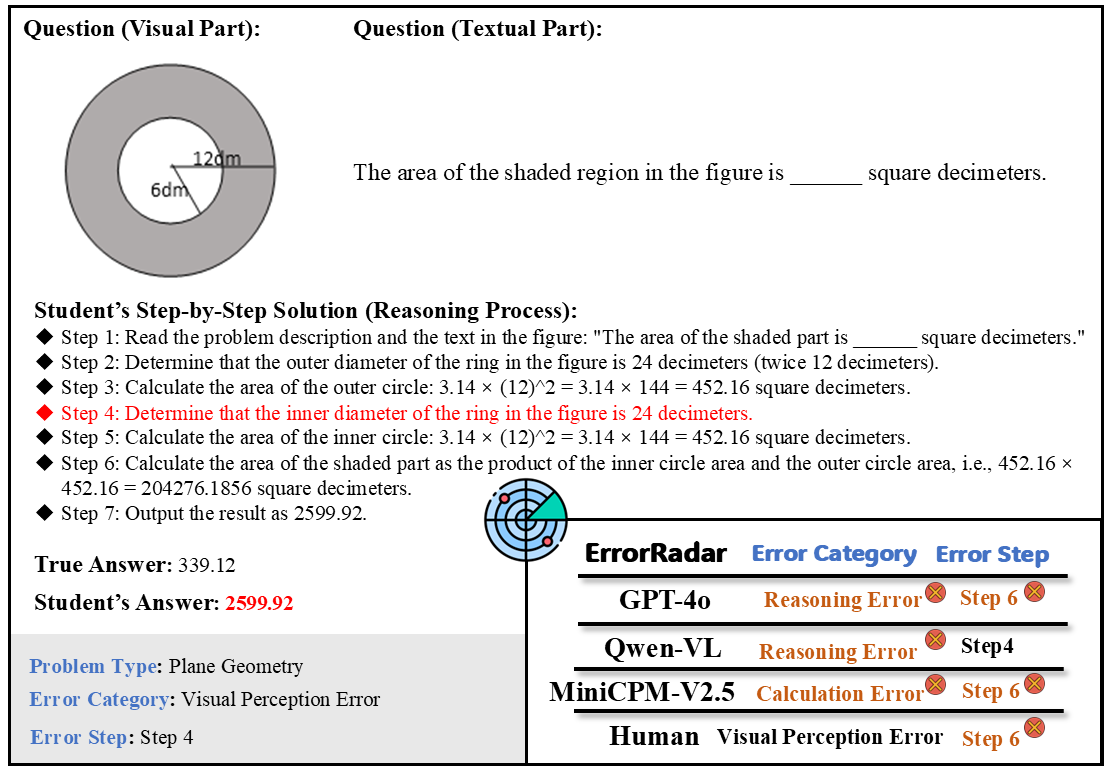 Question (Visual Part):
Question (Textual Part):
12dm
6dm
The area of the shaded region in the figure is ______ square decimeters.
Student's Step-by-Step Solution (Reasoning Process):
◆ Step 1: Read the problem description and the text in the figure: "The area of the shaded part is ______ square decimeters."
◆ Step 2: Determine that the outer diameter of the ring in the figure is 24 decimeters (twice 12 decimeters).
◆ Step 3: Calculate the area of the outer circle: 3.14 × (12)^2 = 3.14 × 144 = 452.16 square decimeters.
◆ Step 4: Determine that the inner diameter of the ring in the figure is 24 decimeters.
◆ Step 5: Calculate the area of the inner circle: 3.14 × (12)^2 = 3.14 × 144 = 452.16 square decimeters.
◆ Step 6: Calculate the area of the shaded part as the product of the inner circle area and the outer circle area, i.e., 452.16 ×
452.16 = 204276.1856 square decimeters.
◆ Step 7: Output the result as 2599.92.
True Answer: 339.12
Student's Answer: 2599.92
Problem Type: Plane Geometry
Error Category: Visual Perception Error
Error Step: Step 4
ErrorRadar Error Category Error Step
GPT-4o Reasoning Error Step 6
Qwen-VL Reasoning Error Step4
MiniCPM-V2.5 Calculation Error Step 6
Human Visual Perception Error Step 6